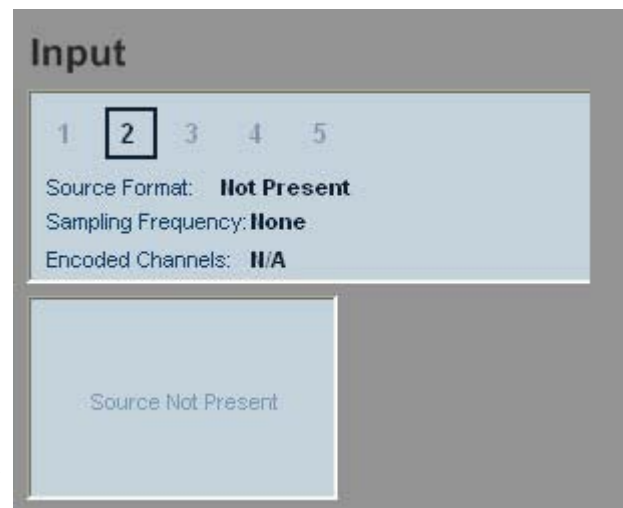 Input
1 2 3 4 5
Source Format: Not Present
Sampling Frequency: None
Encoded Channels: N/A
Source Not Present